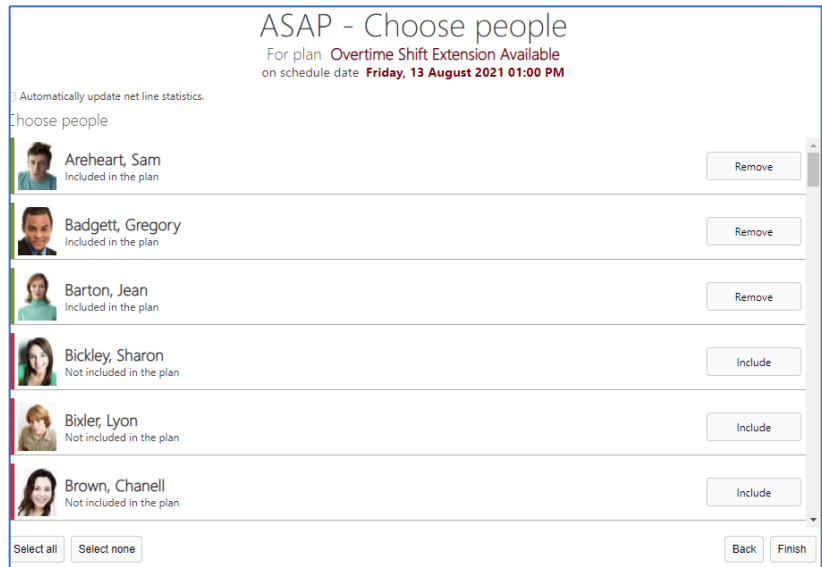 ASAP - Choose people
For plan Overtime Shift Extension Available
on schedule date Friday, 13 August 2021 01:00 PM
Automatically update net line statistics.
Choose people
Areheart, Sam
Included in the plan
Remove
Badgett, Gregory
Included in the plan
Remove
Barton, Jean
Included in the plan
Remove
Bickley, Sharon
Not included in the plan
Include
Bixler, Lyon
Not included in the plan
Include
Brown, Chanell
Not included in the plan
Include
Select all Select none Back Finish